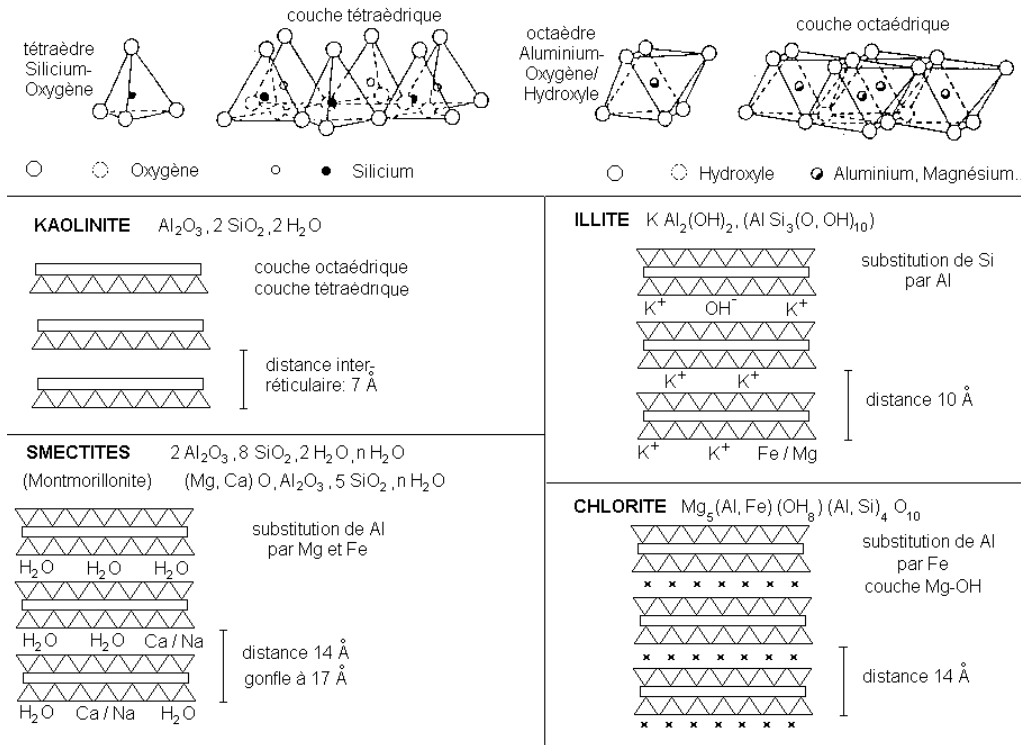 couche tétraèdrique
tétraèdre
Silicium-
Oxygène
couche octaédrique
octaèdre
Aluminium-
Oxygène/
Hydroxyle
Oxygène
Silicium
Hydroxyle
Aluminium, Magnésium..
KAOLINITE Al₂O₃,2 SiO₂,2 H₂O
couche octaédrique
couche tétraédrique
distance inter-
réticulaire: 7 Å
ILLITE K Al₂(OH)₂, (Al Si₃(O, OH)₁₀)
substitution de Si
par Al
K⁺ OH⁻ K⁺
K⁺ K⁺
distance 10 Å
K⁺ K⁺ Fe / Mg
SMECTITES 2 Al₂O₃,8 SiO₂,2 H₂O,n H₂O
(Montmorillonite) (Mg, Ca) O,Al₂O₃,5 SiO₂,n H₂O
substitution de Al
par Mg et Fe
H₂O H₂O H₂O
H₂O H₂O Ca / Na
distance 14 Å
gonfle à 17 Å
H₂O Ca / Na H₂O
CHLORITE Mg₅(Al, Fe) (OH₈) (Al, Si)₄ O₁₀
substitution de Al
par Fe
couche Mg-OH
distance 14 Å